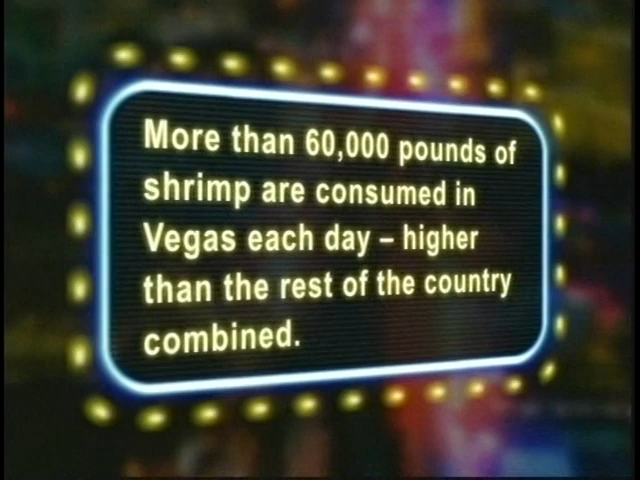 More than 60,000 pounds of
shrimp are consumed in
Vegas each day – higher
than the rest of the country
combined.